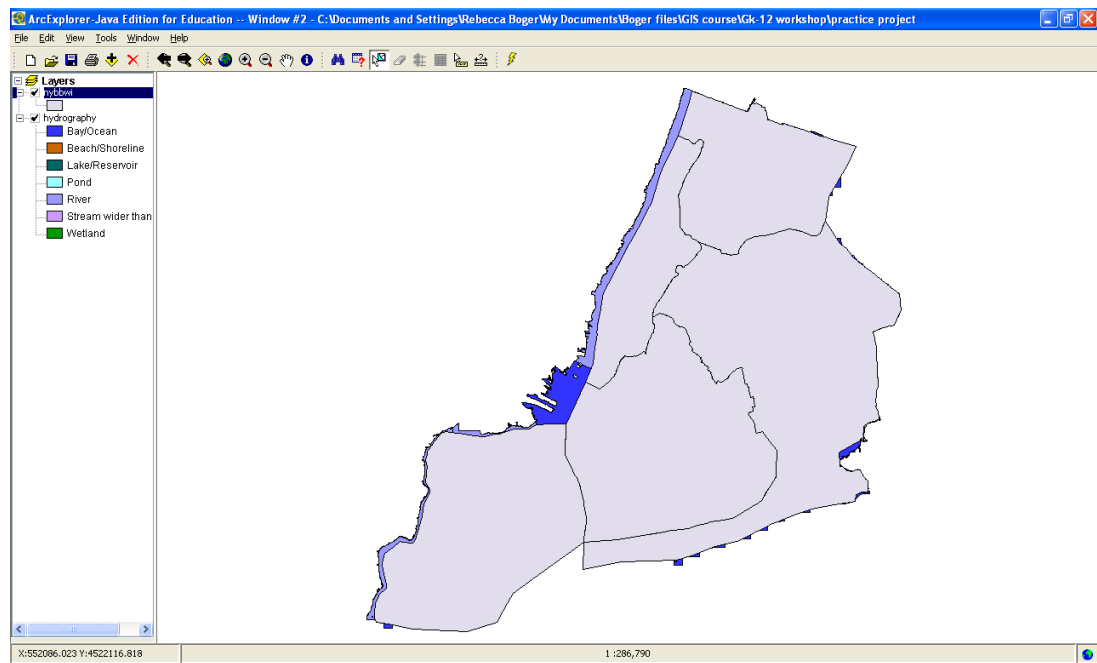 ArcExplorer-Java Edition for Education -- Window #2 - C:\Documents and Settings\Rebecca Boger\My Documents\Boger files\GIS course\Gk-12 workshop\practice project
File Edit View Tools Window Help
Layers
nybbwi
hydrography
Bay/Ocean
Beach/Shoreline
Lake/Reservoir
Pond
River
Stream wider than
Wetland
X:552086.023 Y:4522116.818
1 :286,790